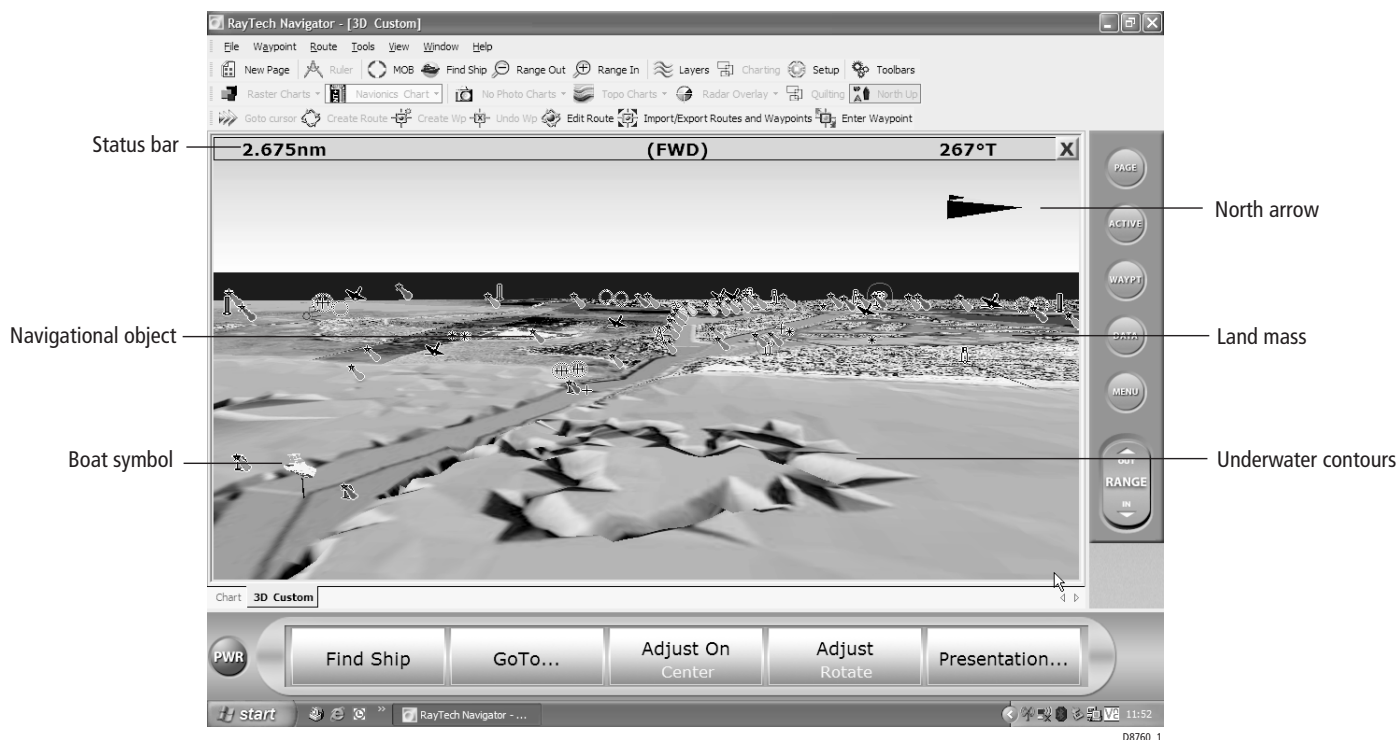 RayTech Navigator - [3D Custom]
File Waypoint Route Tools View Window Help
New Page Ruler MOB Find Ship Range Out Range In Layers Charting Setup Toolbars
Raster Charts Navionics Chart No Photo Charts Topo Charts Radar Overlay Quilting North Up
Goto cursor Create Route Create Wp Undo Wp Edit Route Import/Export Routes and Waypoints Enter Waypoint
Status bar
2.675nm (FWD) 267°T X
PAGE
North arrow
ACTIVE
WAYPT
Navigational object
DATA
Land mass
MENU
Boat symbol
OUT
RANGE
IN
Underwater contours
Chart 3D Custom
PWR
Find Ship
GoTo...
Adjust On
Center
Adjust
Rotate
Presentation...
start
RayTech Navigator - ...
V2 11:52
D8760_1